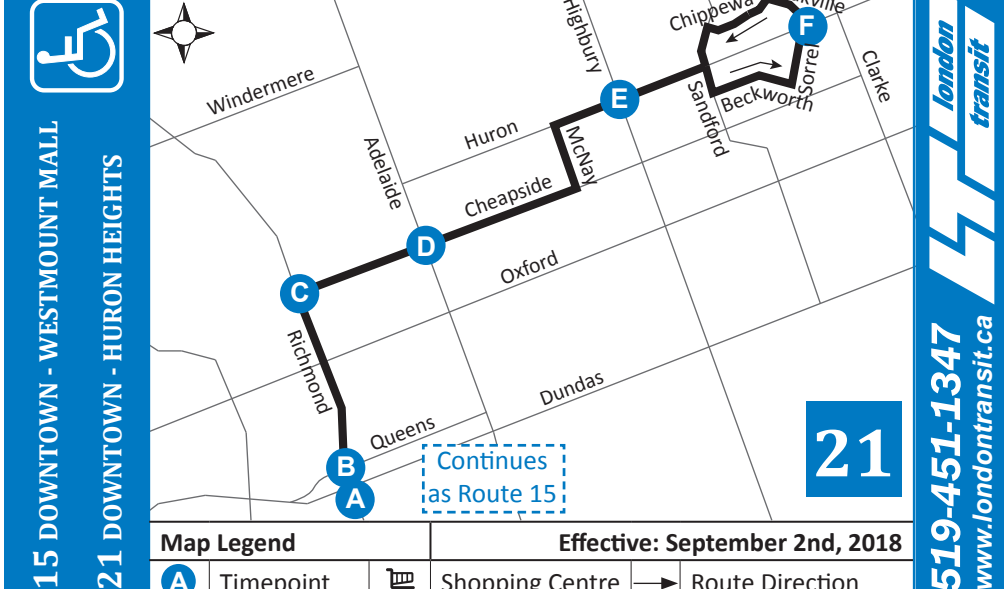 15 DOWNTOWN - WESTMOUNT MALL
21 DOWNTOWN - HURON HEIGHTS
Highbury
Chippewa
F
Sorrel
Clarke
Windermere
E
Sandford
Beckworth
Huron
McNay
Adelaide
Cheapside
D
Oxford
C
Richmond
Dundas
Queens
B
A
Continues
as Route 15
21
Map Legend
Effective: September 2nd, 2018
A Timepoint
Shopping Centre
Route Direction
london
transit
519-451-1347
www.londontransit.ca